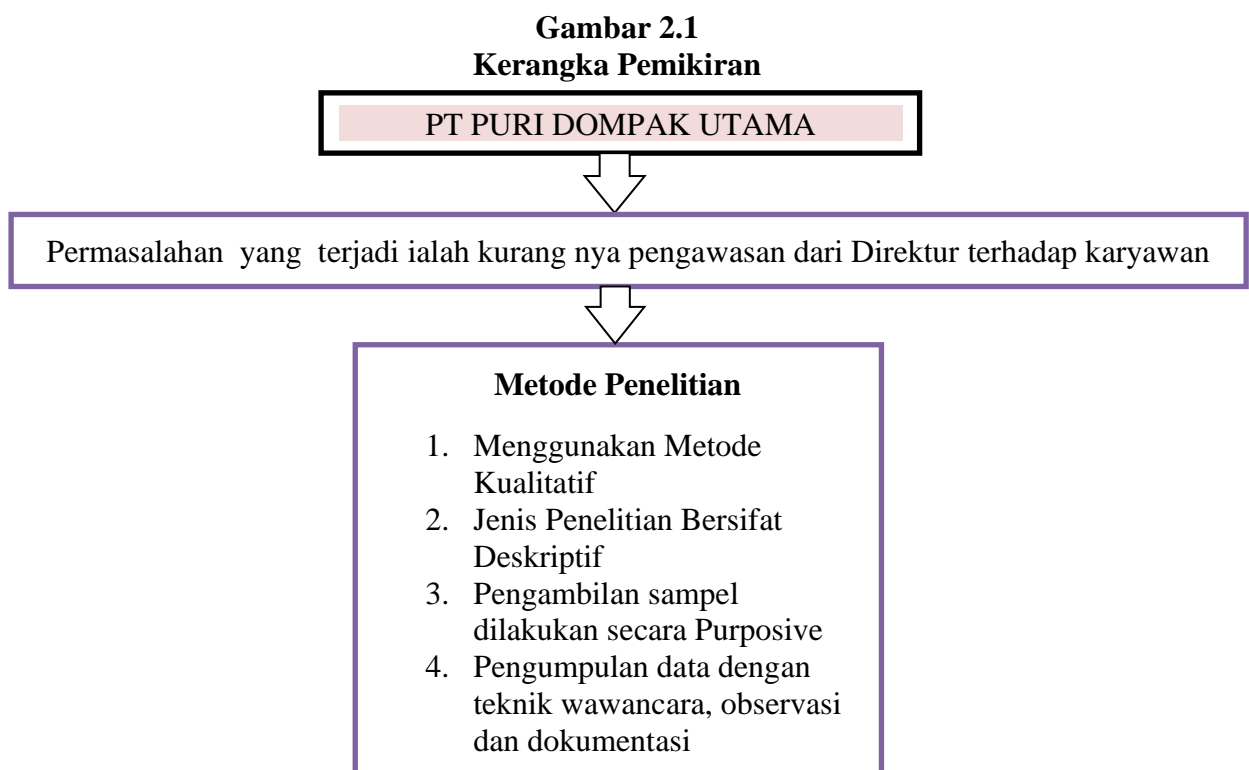 Gambar 2.1
Kerangka Pemikiran
PT PURI DOMPAK UTAMA
Permasalahan yang terjadi ialah kurang nya pengawasan dari Direktur terhadap karyawan
Metode Penelitian
1. Menggunakan Metode
Kualitatif
2. Jenis Penelitian Bersifat
Deskriptif
3. Pengambilan sampel
dilakukan secara Purposive
4. Pengumpulan data dengan
teknik wawancara, observasi
dan dokumentasi